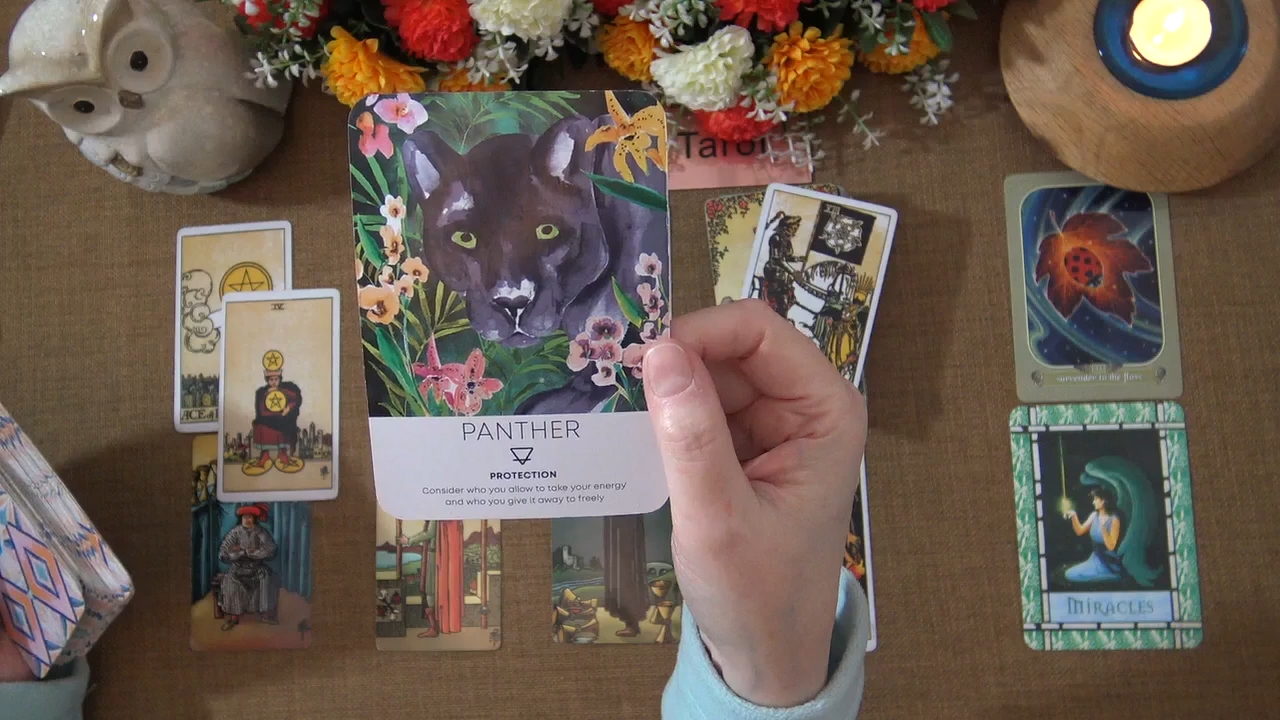 Tarot
PANTHER
PROTECTION
Consider who you allow to take your energy
and who you give it away to freely
IV
ACE
surrender to the flow
MIRACLES